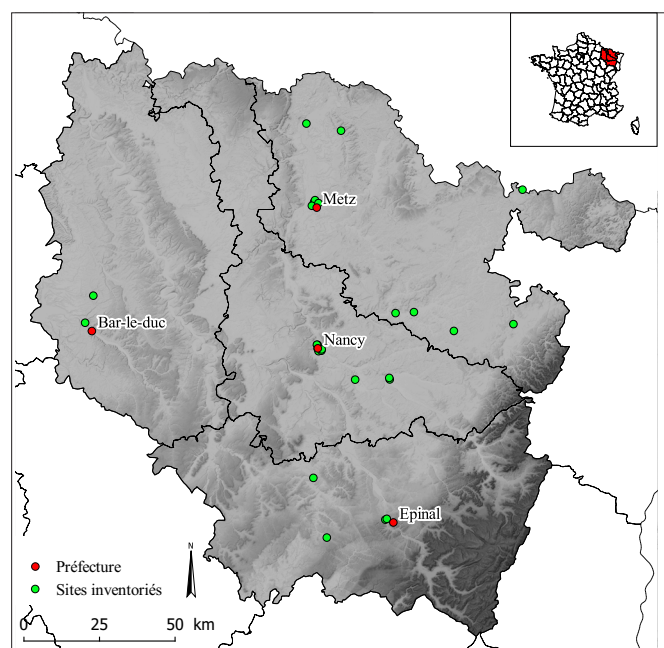 Metz
Bar-le-duc
Nancy
Epinal
N
Préfecture
Sites inventoriés
0 25 50 km